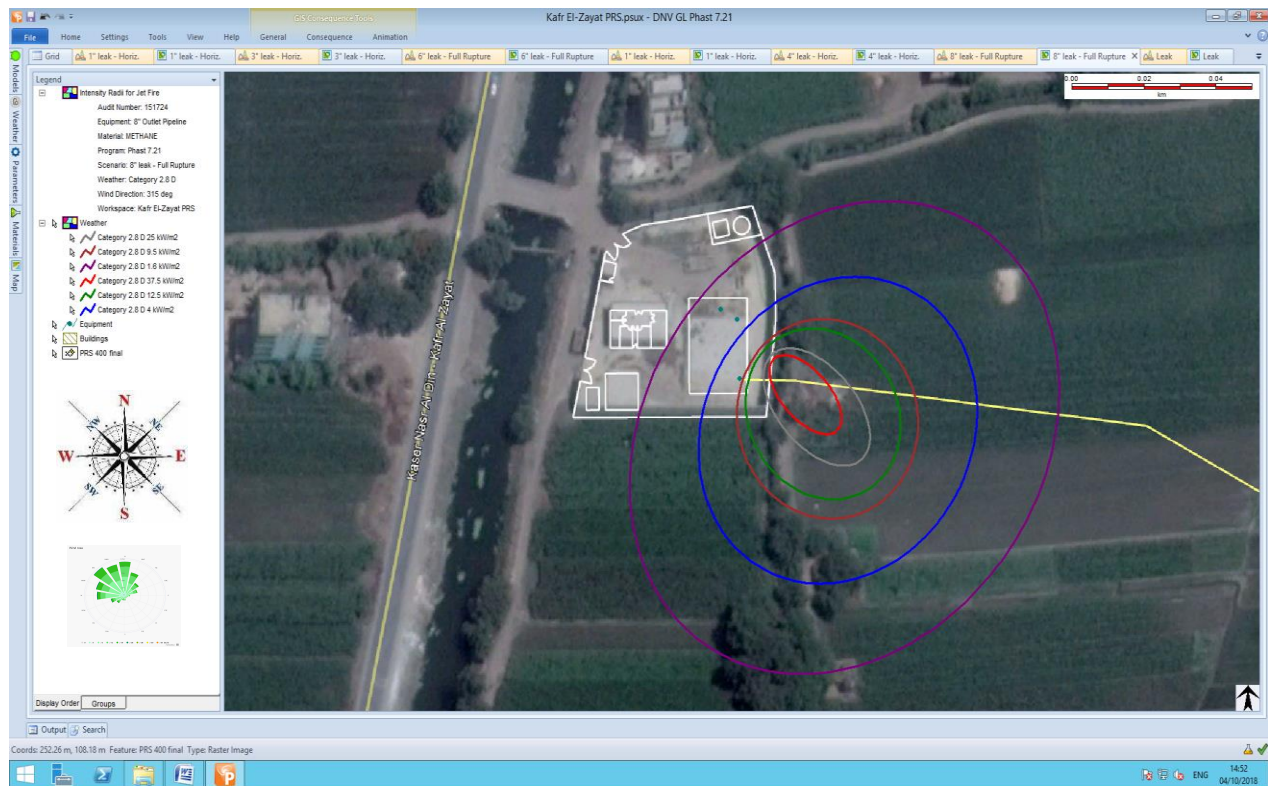 GIS Consequence Tools
Kafr El-Zayat PRS.psux - DNV GL Phast 7.21
File Home Settings Tools View Help General Consequence Animation
Grid 1" leak - Horiz. 1" leak - Horiz. 3" leak - Horiz. 3" leak - Horiz. 6" leak - Full Rupture 6" leak - Full Rupture 1" leak - Horiz. 1" leak - Horiz. 4" leak - Horiz. 4" leak - Horiz. 8" leak - Full Rupture 8" leak - Full Rupture Leak Leak
Models
Weather
Parameters
Materials
Map
Legend
Intensity Radii for Jet Fire
Audit Number: 151724
Equipment: 8" Outlet Pipeline
Material: METHANE
Program: Phast 7.21
Scenario: 8" leak - Full Rupture
Weather: Category 2.8 D
Wind Direction: 315 deg
Workspace: Kafr El-Zayat PRS
Weather
Category 2.8 D 25 kW/m2
Category 2.8 D 9.5 kW/m2
Category 2.8 D 1.6 kW/m2
Category 2.8 D 37.5 kW/m2
Category 2.8 D 12.5 kW/m2
Category 2.8 D 4 kW/m2
Equipment
Buildings
PRS 400 final
N
NW NE
W E
SW SE
S
0.00 0.02 0.04
km
Kaser Nasr Al Din - Kafr Al Zayat
Display Order Groups
Output Search
Coords: 252.26 m, 108.18 m Feature: PRS 400 final Type: Raster Image
ENG
14:52
04/10/2018